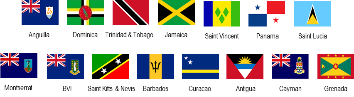 Anguilla Dominica Trinidad & Tobago Jamaica Saint Vincent Panama Saint Lucia
Montserrat BVI Saint Kitts & Nevis Barbados Curacao Antigua Cayman Grenada